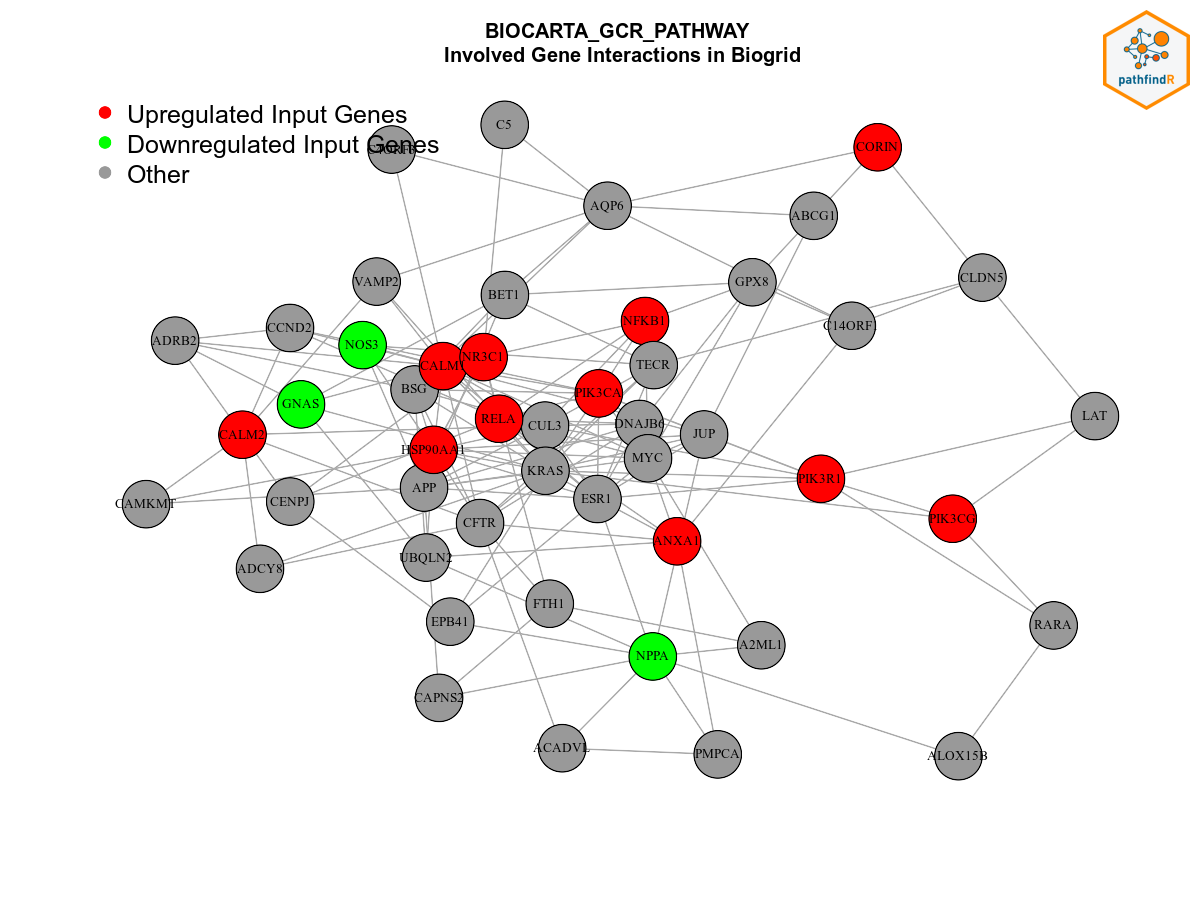 BIOCARTA_GCR_PATHWAY
Involved Gene Interactions in Biogrid
pathfindR
Upregulated Input Genes
Downregulated Input Genes
Other
C5
CORIN
AQP6
ABCG1
VAMP2
BET1
GPX8
CLDN5
CCND2
NFKB1
C14ORF1
ADRB2
NOS3
CALM1
NR3C1
TECR
BSG
PIK3CA
GNAS
RELA
CUL3
DNAJB6
LAT
CALM2
JUP
HSP90AA1
MYC
KRAS
PIK3R1
APP
ESR1
CAMKMT
CENPJ
CFTR
PIK3CG
ANXA1
UBQLN2
ADCY8
FTH1
EPB41
RARA
A2ML1
NPPA
CAPNS2
ACADVL
PMPCA
ALOX15B